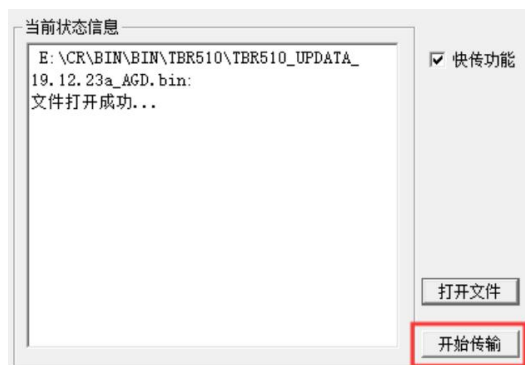 当前状态信息
E:\CR\BIN\BIN\TBR510\TBR510_UPDATA_
19.12.23a_AGD.bin:
文件打开成功...
快传功能
打开文件
开始传输